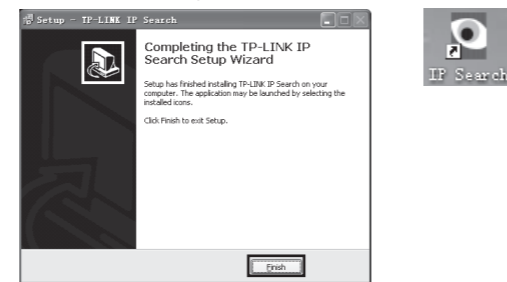 Setup - TP-LINK IP Search
Completing the TP-LINK IP
Search Setup Wizard
Setup has finished installing TP-LINK IP Search on your
computer. The application may be launched by selecting the
installed icons.
Click Finish to exit Setup.
Finish
IP Search